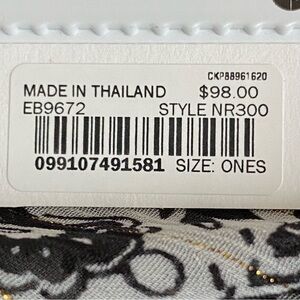 CKP88961620
MADE IN THAILAND $98.00
EB9672 STYLE NR300
099107491581 SIZE: ONES